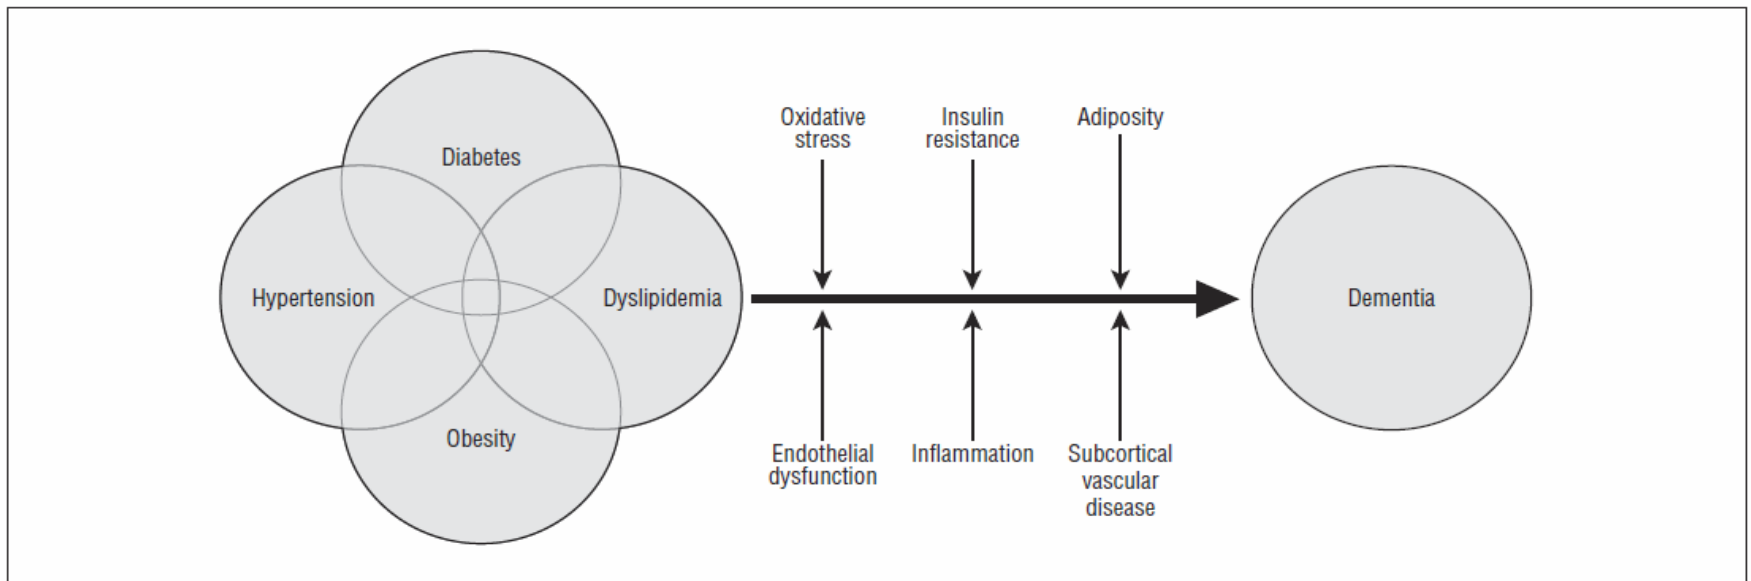 Diabetes
Hypertension
Dyslipidemia
Obesity
Oxidative
stress
Insulin
resistance
Adiposity
Endothelial
dysfunction
Inflammation
Subcortical
vascular
disease
Dementia